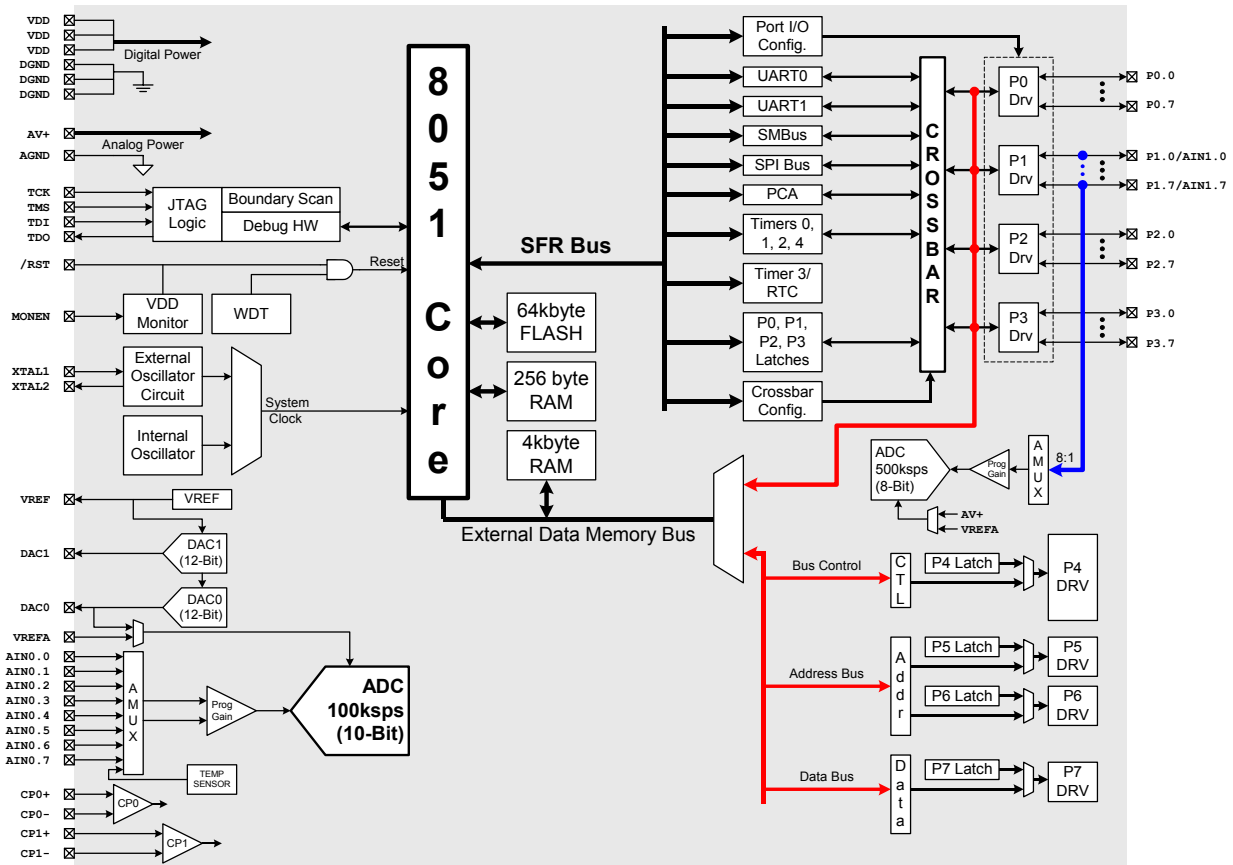 VDD
VDD
VDD
Digital Power
DGND
DGND
DGND
AV+
Analog Power
AGND
TCK
TMS
TDI
TDO
JTAG
Logic
Boundary Scan
Debug HW
/RST
Reset
MONEN
VDD
Monitor
WDT
XTAL1
XTAL2
External
Oscillator
Circuit
Internal
Oscillator
System
Clock
VREF
VREF
DAC1
DAC1
(12-Bit)
DAC0
DAC0
(12-Bit)
VREFA
AIN0.0
AIN0.1
AIN0.2
AIN0.3
AIN0.4
AIN0.5
AIN0.6
AIN0.7
AMUX
Prog
Gain
ADC
100ksps
(10-Bit)
TEMP
SENSOR
CP0+
CP0-
CP0
CP1+
CP1-
CP1
8051 Core
SFR Bus
64kbyte
FLASH
256 byte
RAM
4kbyte
RAM
External Data Memory Bus
Port I/O
Config.
UART0
UART1
SMBus
SPI Bus
PCA
Timers 0,
1, 2, 4
Timer 3/
RTC
P0, P1,
P2, P3
Latches
Crossbar
Config.
CROSSBAR
P0
Drv
P1
Drv
P2
Drv
P3
Drv
P0.0
P0.7
P1.0/AIN1.0
P1.7/AIN1.7
P2.0
P2.7
P3.0
P3.7
ADC
500ksps
(8-Bit)
Prog
Gain
AMUX
8:1
AV+
VREFA
Bus Control
CTL
P4 Latch
P4
DRV
Address Bus
Addr
P5 Latch
P5
DRV
P6 Latch
P6
DRV
Data Bus
Data
P7 Latch
P7
DRV